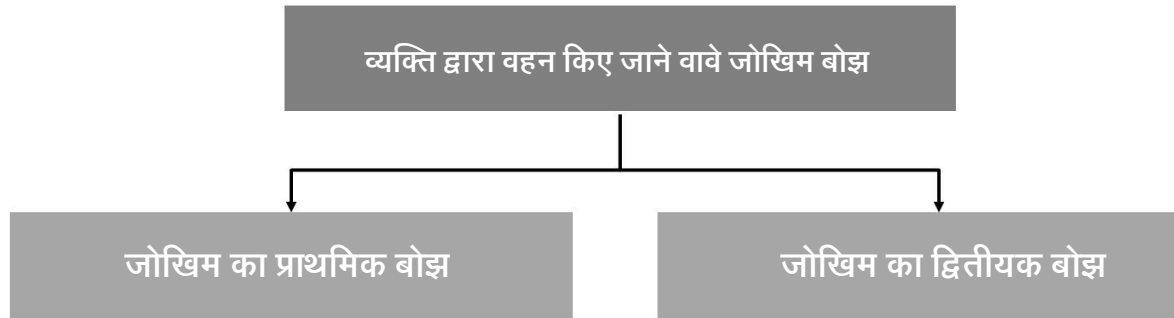 व्यक्ति द्वारा वहन किए जाने वावे जोखिम बोझ
जोखिम का प्राथमिक बोझ
जोखिम का द्वितीयक बोझ